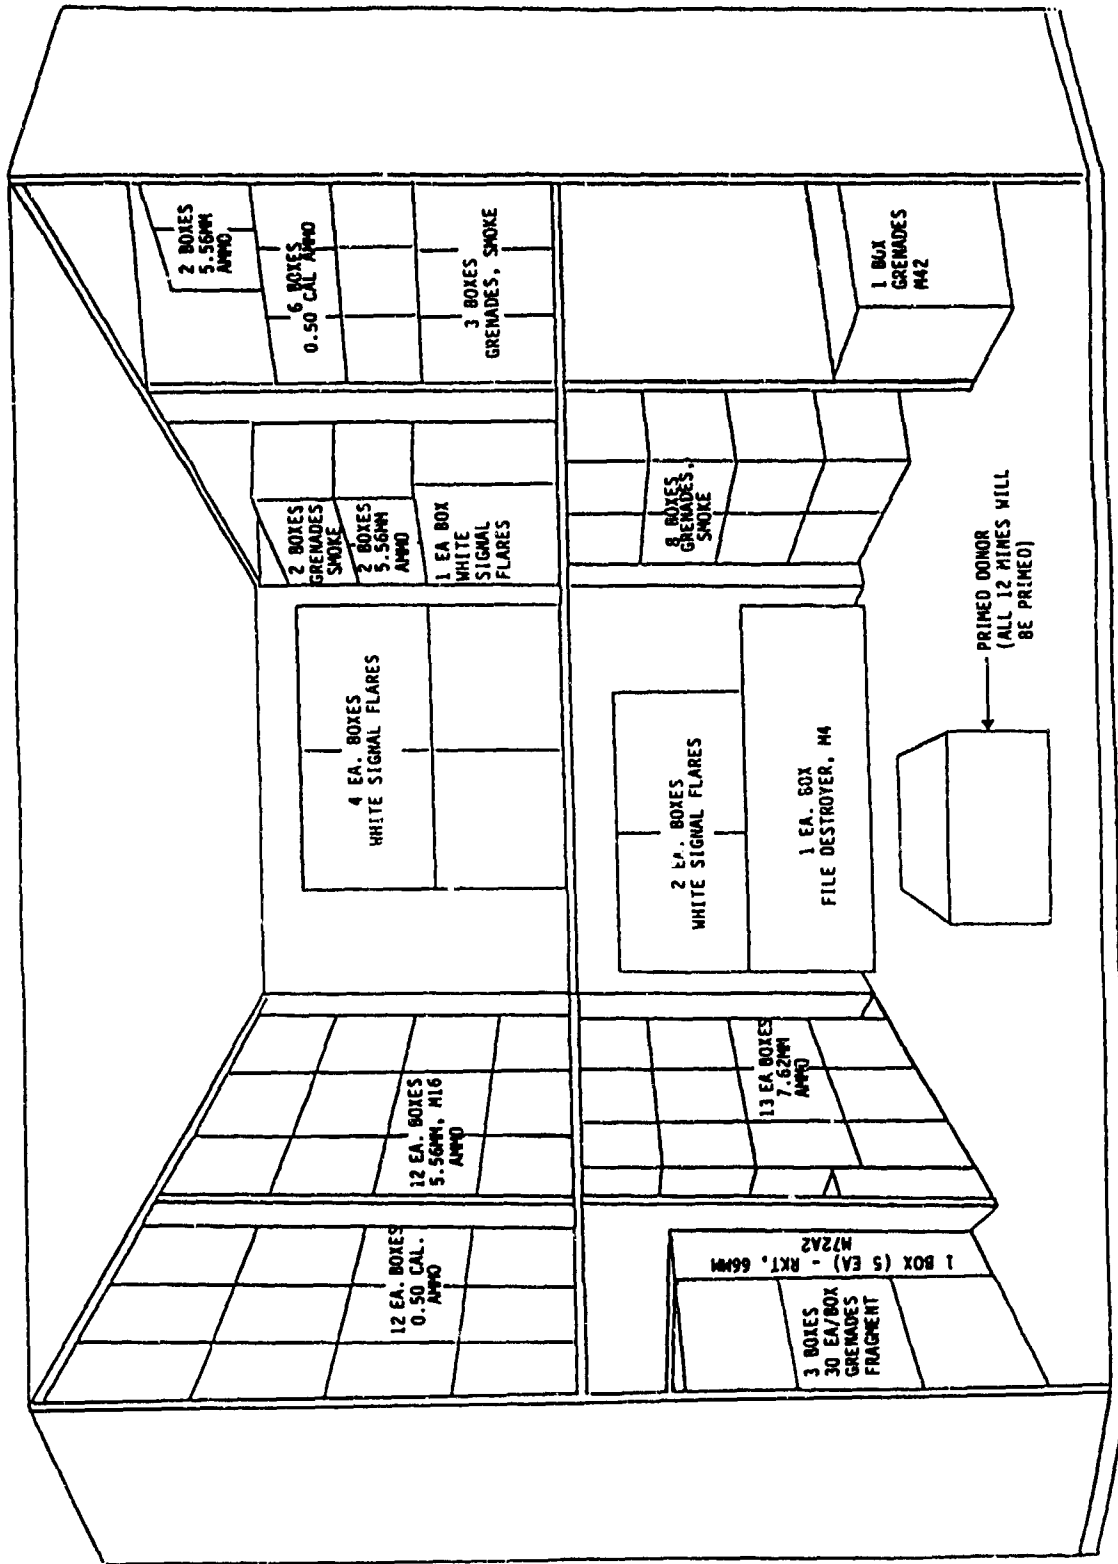 12 EA. BOXES
0.50 CAL.
AMMO
12 EA. BOXES
5.56MM, M16
AMMO
4 EA. BOXES
WHITE SIGNAL FLARES
2 BOXES
GRENADES
SMOKE
2 BOXES
5.56MM
AMMO
1 EA BOX
WHITE
SIGNAL
FLARES
2 BOXES
5.56MM
AMMO
6 BOXES
0.50 CAL AMMO
3 BOXES
GRENADES, SMOKE
1 BOX (5 EA) - RKT, 66MM
M72A2
3 BOXES
30 EA/BOX
GRENADES
FRAGMENT
13 EA BOXES
7.62MM
AMMO
2 EA. BOXES
WHITE SIGNAL FLARES
1 EA. BOX
FILE DESTROYER, M4
8 BOXES
GRENADES,
SMOKE
1 BOX
GRENADES
M42
PRIMED DONOR
(ALL 12 MINES WILL
BE PRIMED)